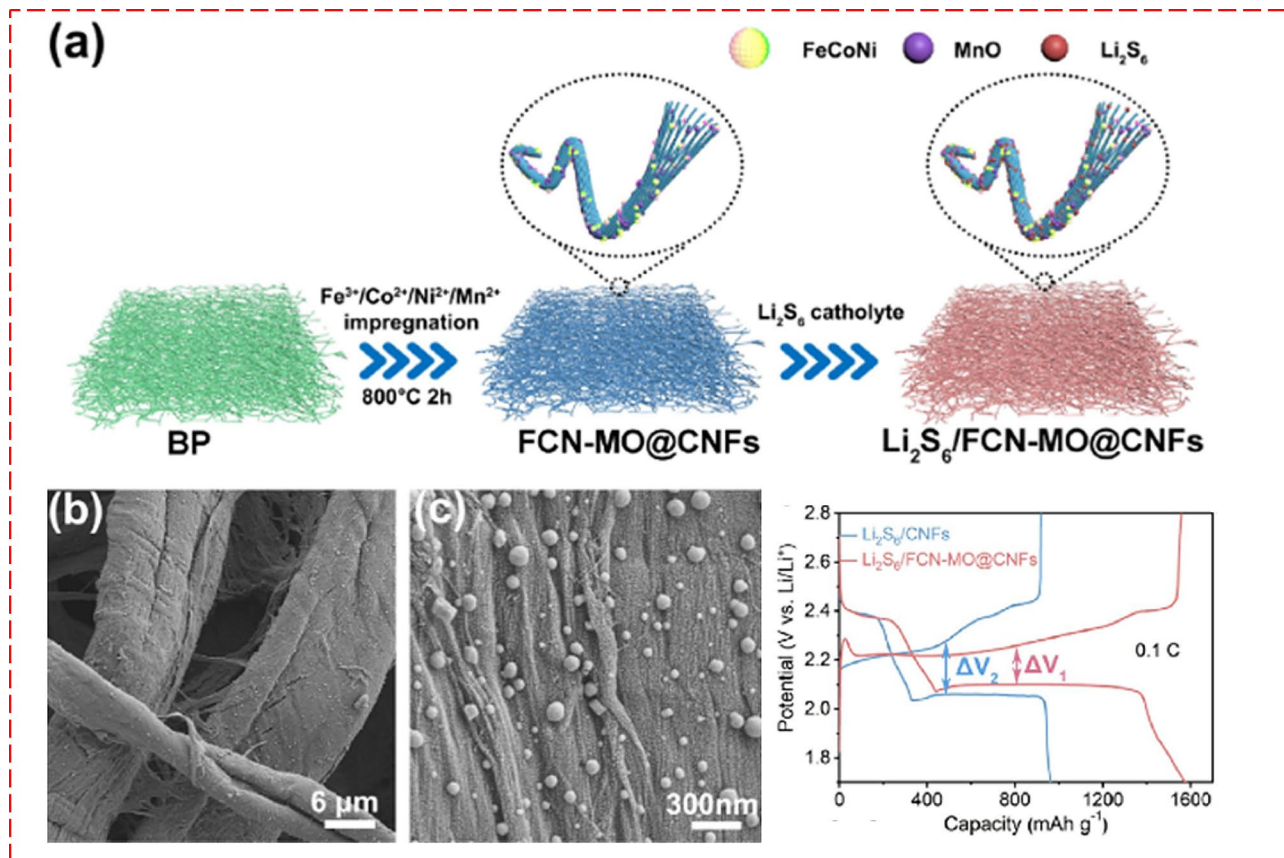 (a)
FeCoNi MnO Li₂S₆
Fe³⁺/Co²⁺/Ni²⁺/Mn²⁺
impregnation
800°C 2h
Li₂S₆ catholyte
BP
FCN-MO@CNFs
Li₂S₆/FCN-MO@CNFs
(b)
6 μm
(c)
300nm
Li₂S₆/CNFs
Li₂S₆/FCN-MO@CNFs
0.1 C
ΔV₂
ΔV₁
Potential (V vs. Li/Li⁺)
2.8
2.6
2.4
2.2
2.0
1.8
0 400 800 1200 1600
Capacity (mAh g⁻¹)